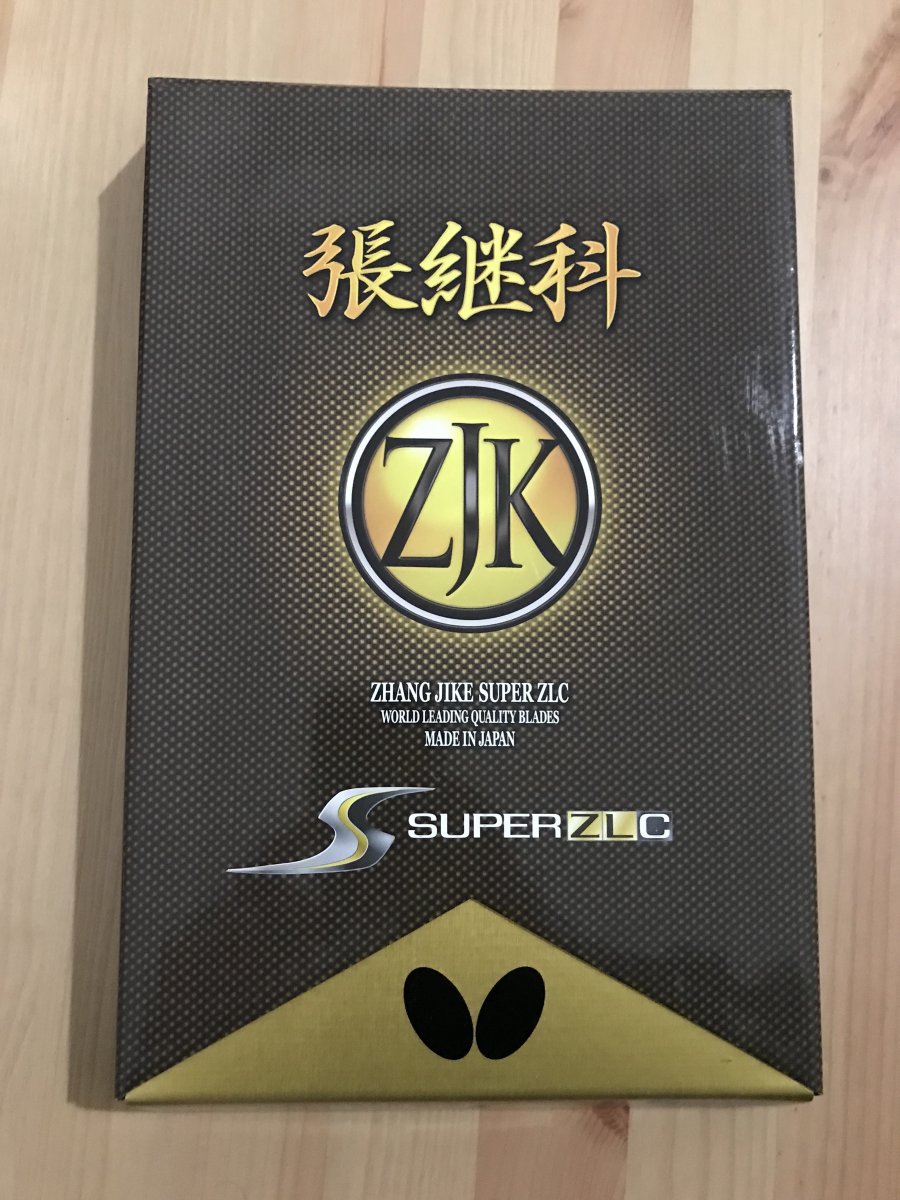 張継科
ZJK
ZHANG JIKE SUPER ZLC
WORLD LEADING QUALITY BLADES
MADE IN JAPAN
SUPER ZLC